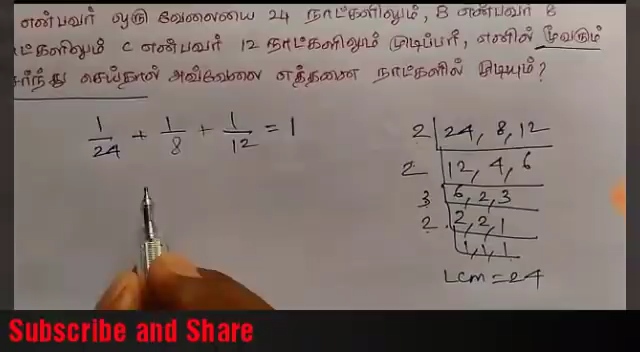 என்பவர் ஒரு வேலையை 24 நாட்களிலும், B என்பவர் 8
ட்களிலும் C என்பவர் 12 நாட்களிலும் முடிப்பர், எனில் மூவரும்
ர்ந்து செய்தால் அவ்வேலை எத்தனை நாட்களில் முடியும்?
1/24 + 1/8 + 1/12 = 1
2 | 24, 8, 12
2 | 12, 4, 6
3 | 6, 2, 3
2 | 2, 2, 1
1, 1, 1
LCM = 24
Subscribe and Share